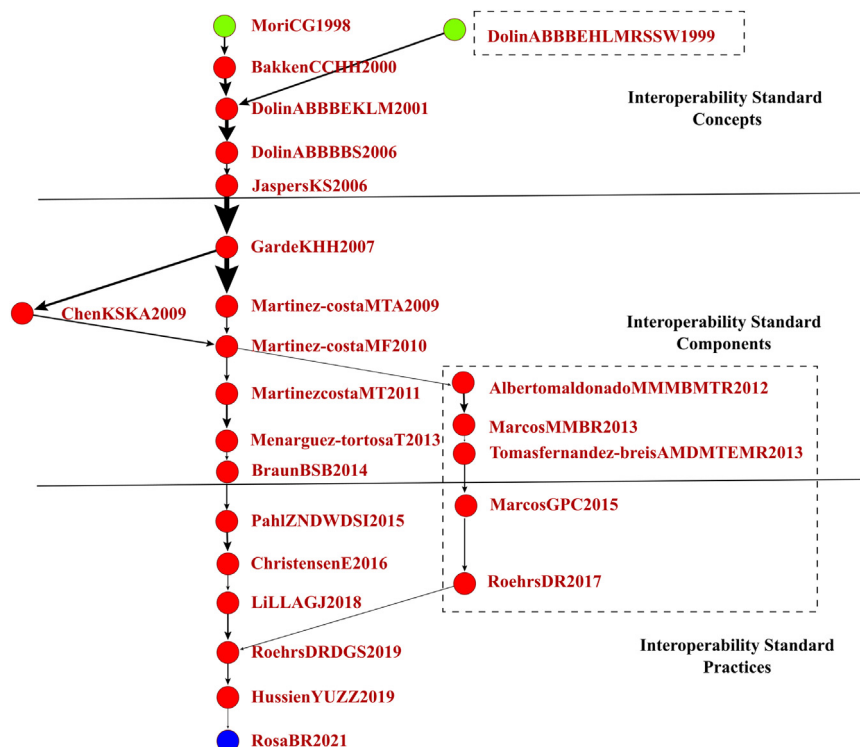 MoriCG1998
DolinABBBEHLMRSSW1999
BakkenCCHH2000
Interoperability Standard
Concepts
DolinABBBEKLM2001
DolinABBBBS2006
JaspersKS2006
GardeKHH2007
Martinez-costaMTA2009
ChenKSKA2009
Interoperability Standard
Components
Martinez-costaMF2010
AlbertomaldonadoMMMBMTR2012
MartinezcostaMT2011
MarcosMMBR2013
Menarguez-tortosaT2013
Tomasfernandez-breisAMDMTEMR2013
BraunBSB2014
MarcosGPC2015
PahlZNDWDSI2015
ChristensenE2016
RoehrsDR2017
LiLLAGJ2018
Interoperability Standard
Practices
RoehrsDRDGS2019
HussienYUZZ2019
RosaBR2021